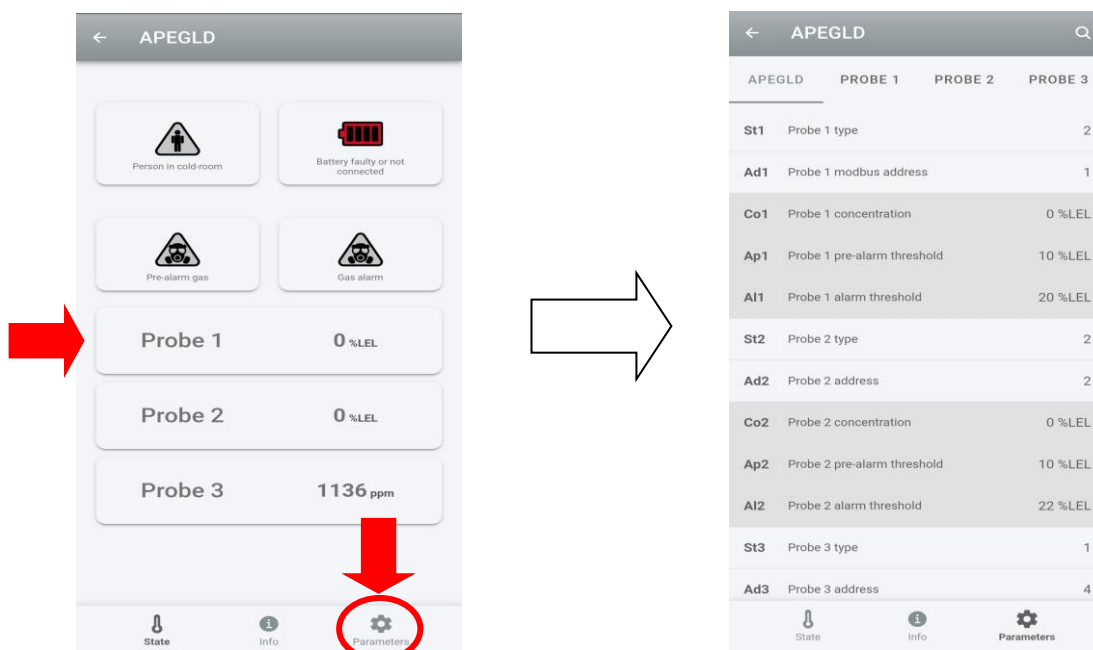 ← APEGLD
Person in cold-room
Battery faulty or not
connected
Pre-alarm gas
Gas alarm
Probe 1 0 %LEL
Probe 2 0 %LEL
Probe 3 1136 ppm
State Info Parameters
← APEGLD
APEGLD PROBE 1 PROBE 2 PROBE 3
St1 Probe 1 type 2
Ad1 Probe 1 modbus address 1
Co1 Probe 1 concentration 0 %LEL
Ap1 Probe 1 pre-alarm threshold 10 %LEL
Al1 Probe 1 alarm threshold 20 %LEL
St2 Probe 2 type 2
Ad2 Probe 2 address 2
Co2 Probe 2 concentration 0 %LEL
Ap2 Probe 2 pre-alarm threshold 10 %LEL
Al2 Probe 2 alarm threshold 22 %LEL
St3 Probe 3 type 1
Ad3 Probe 3 address 4
State Info Parameters